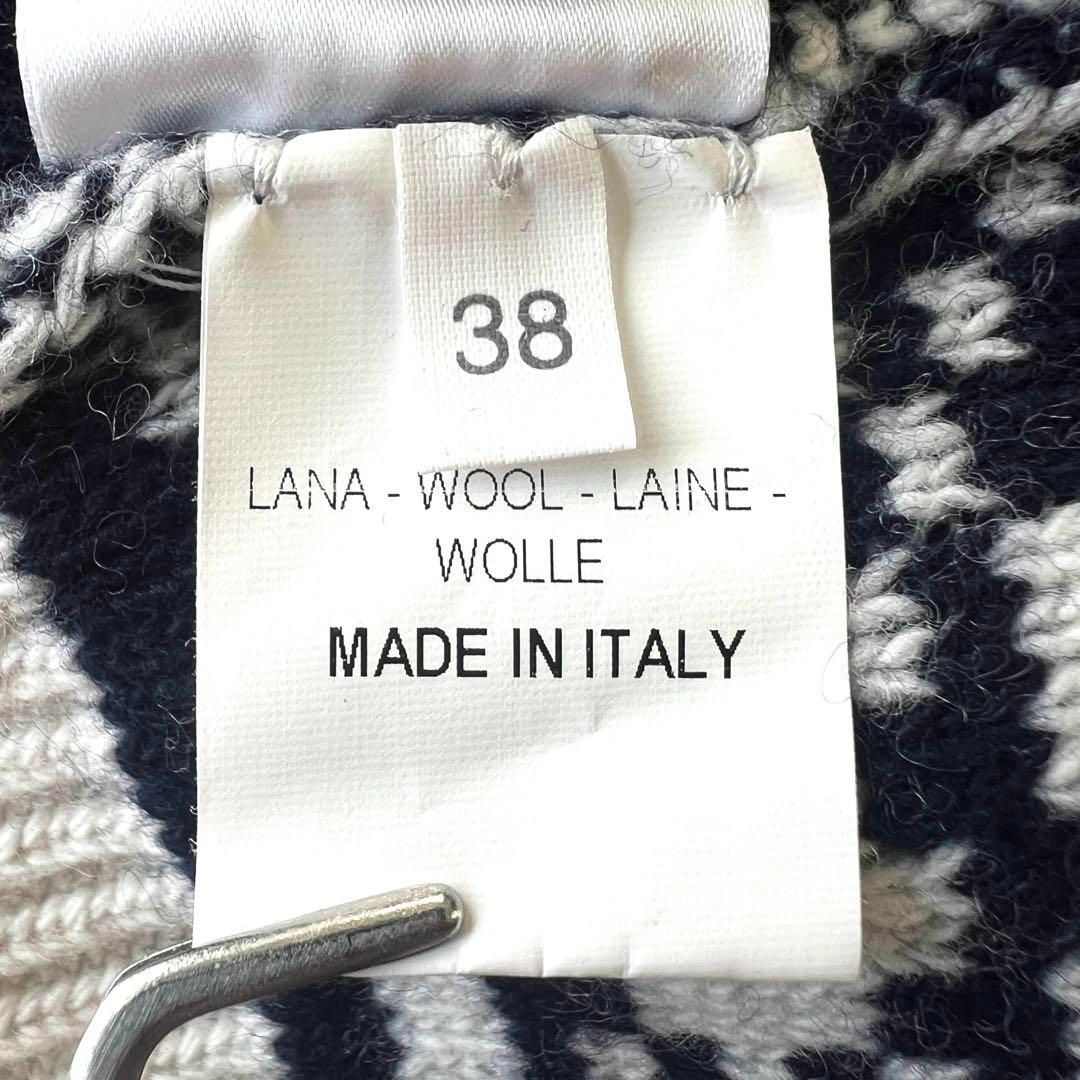 38
LANA - WOOL - LAINE -
WOLLE
MADE IN ITALY